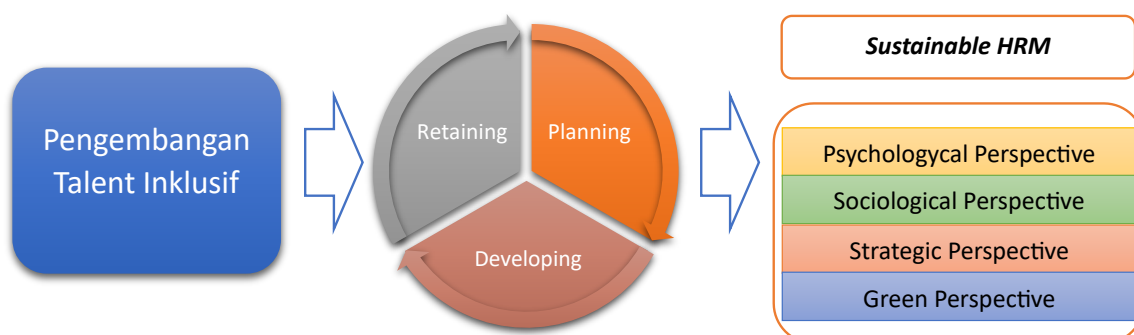 Pengembangan
Talent Inklusif
Retaining
Planning
Developing
Sustainable HRM
Psychologycal Perspective
Sociological Perspective
Strategic Perspective
Green Perspective